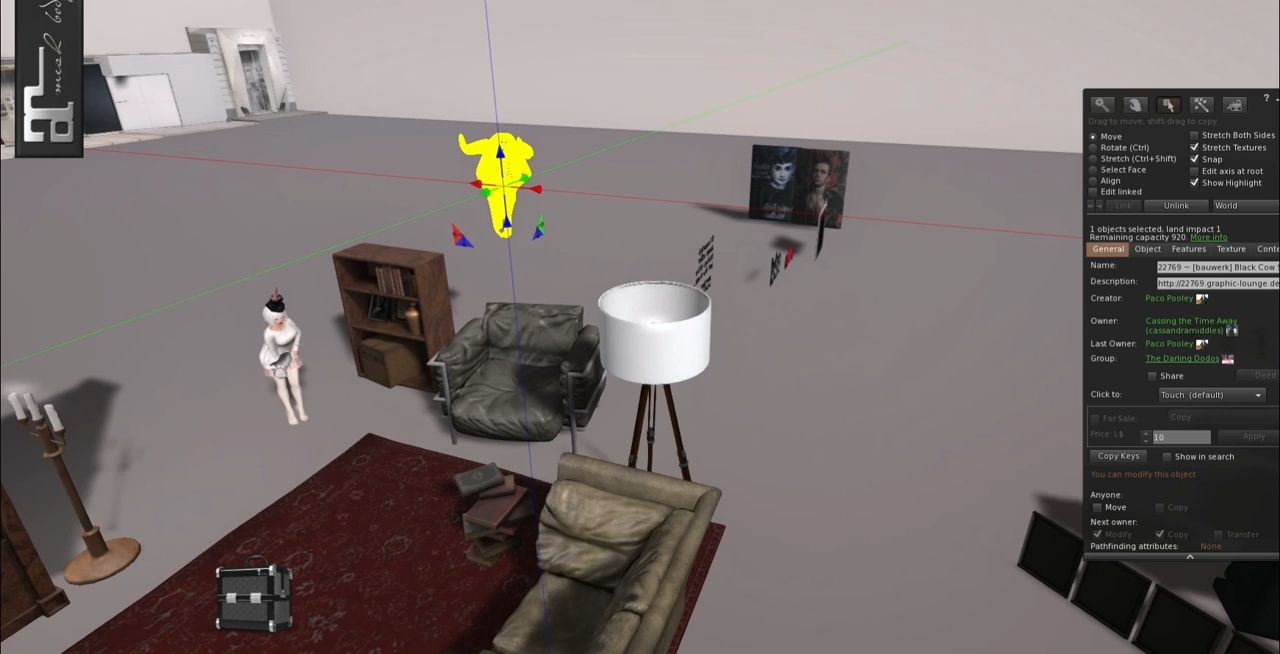 mesh body
?
Drag to move, shift-drag to copy
Move
Rotate (Ctrl)
Stretch (Ctrl+Shift)
Select Face
Align
Edit linked
Stretch Both Sides
Stretch Textures
Snap
Edit axis at root
Show Highlight
Link
Unlink
World
1 objects selected, land impact 1
Remaining capacity 920. More info
General Object Features Texture Conte
Name: 22769 ~ [bauwerk] Black Cow
Description: http://22769.graphic-lounge.de
Creator: Paco Pooley
Owner: Cassing the Time Away
(cassandramiddles)
Last Owner: Paco Pooley
Group: The Darling Dodos
Share Deed
Click to: Touch (default)
For Sale: Copy
Price: L$ 10 Apply
Copy Keys Show in search
You can modify this object
Anyone:
Move Copy
Next owner:
Modify Copy Transfer
Pathfinding attributes: None